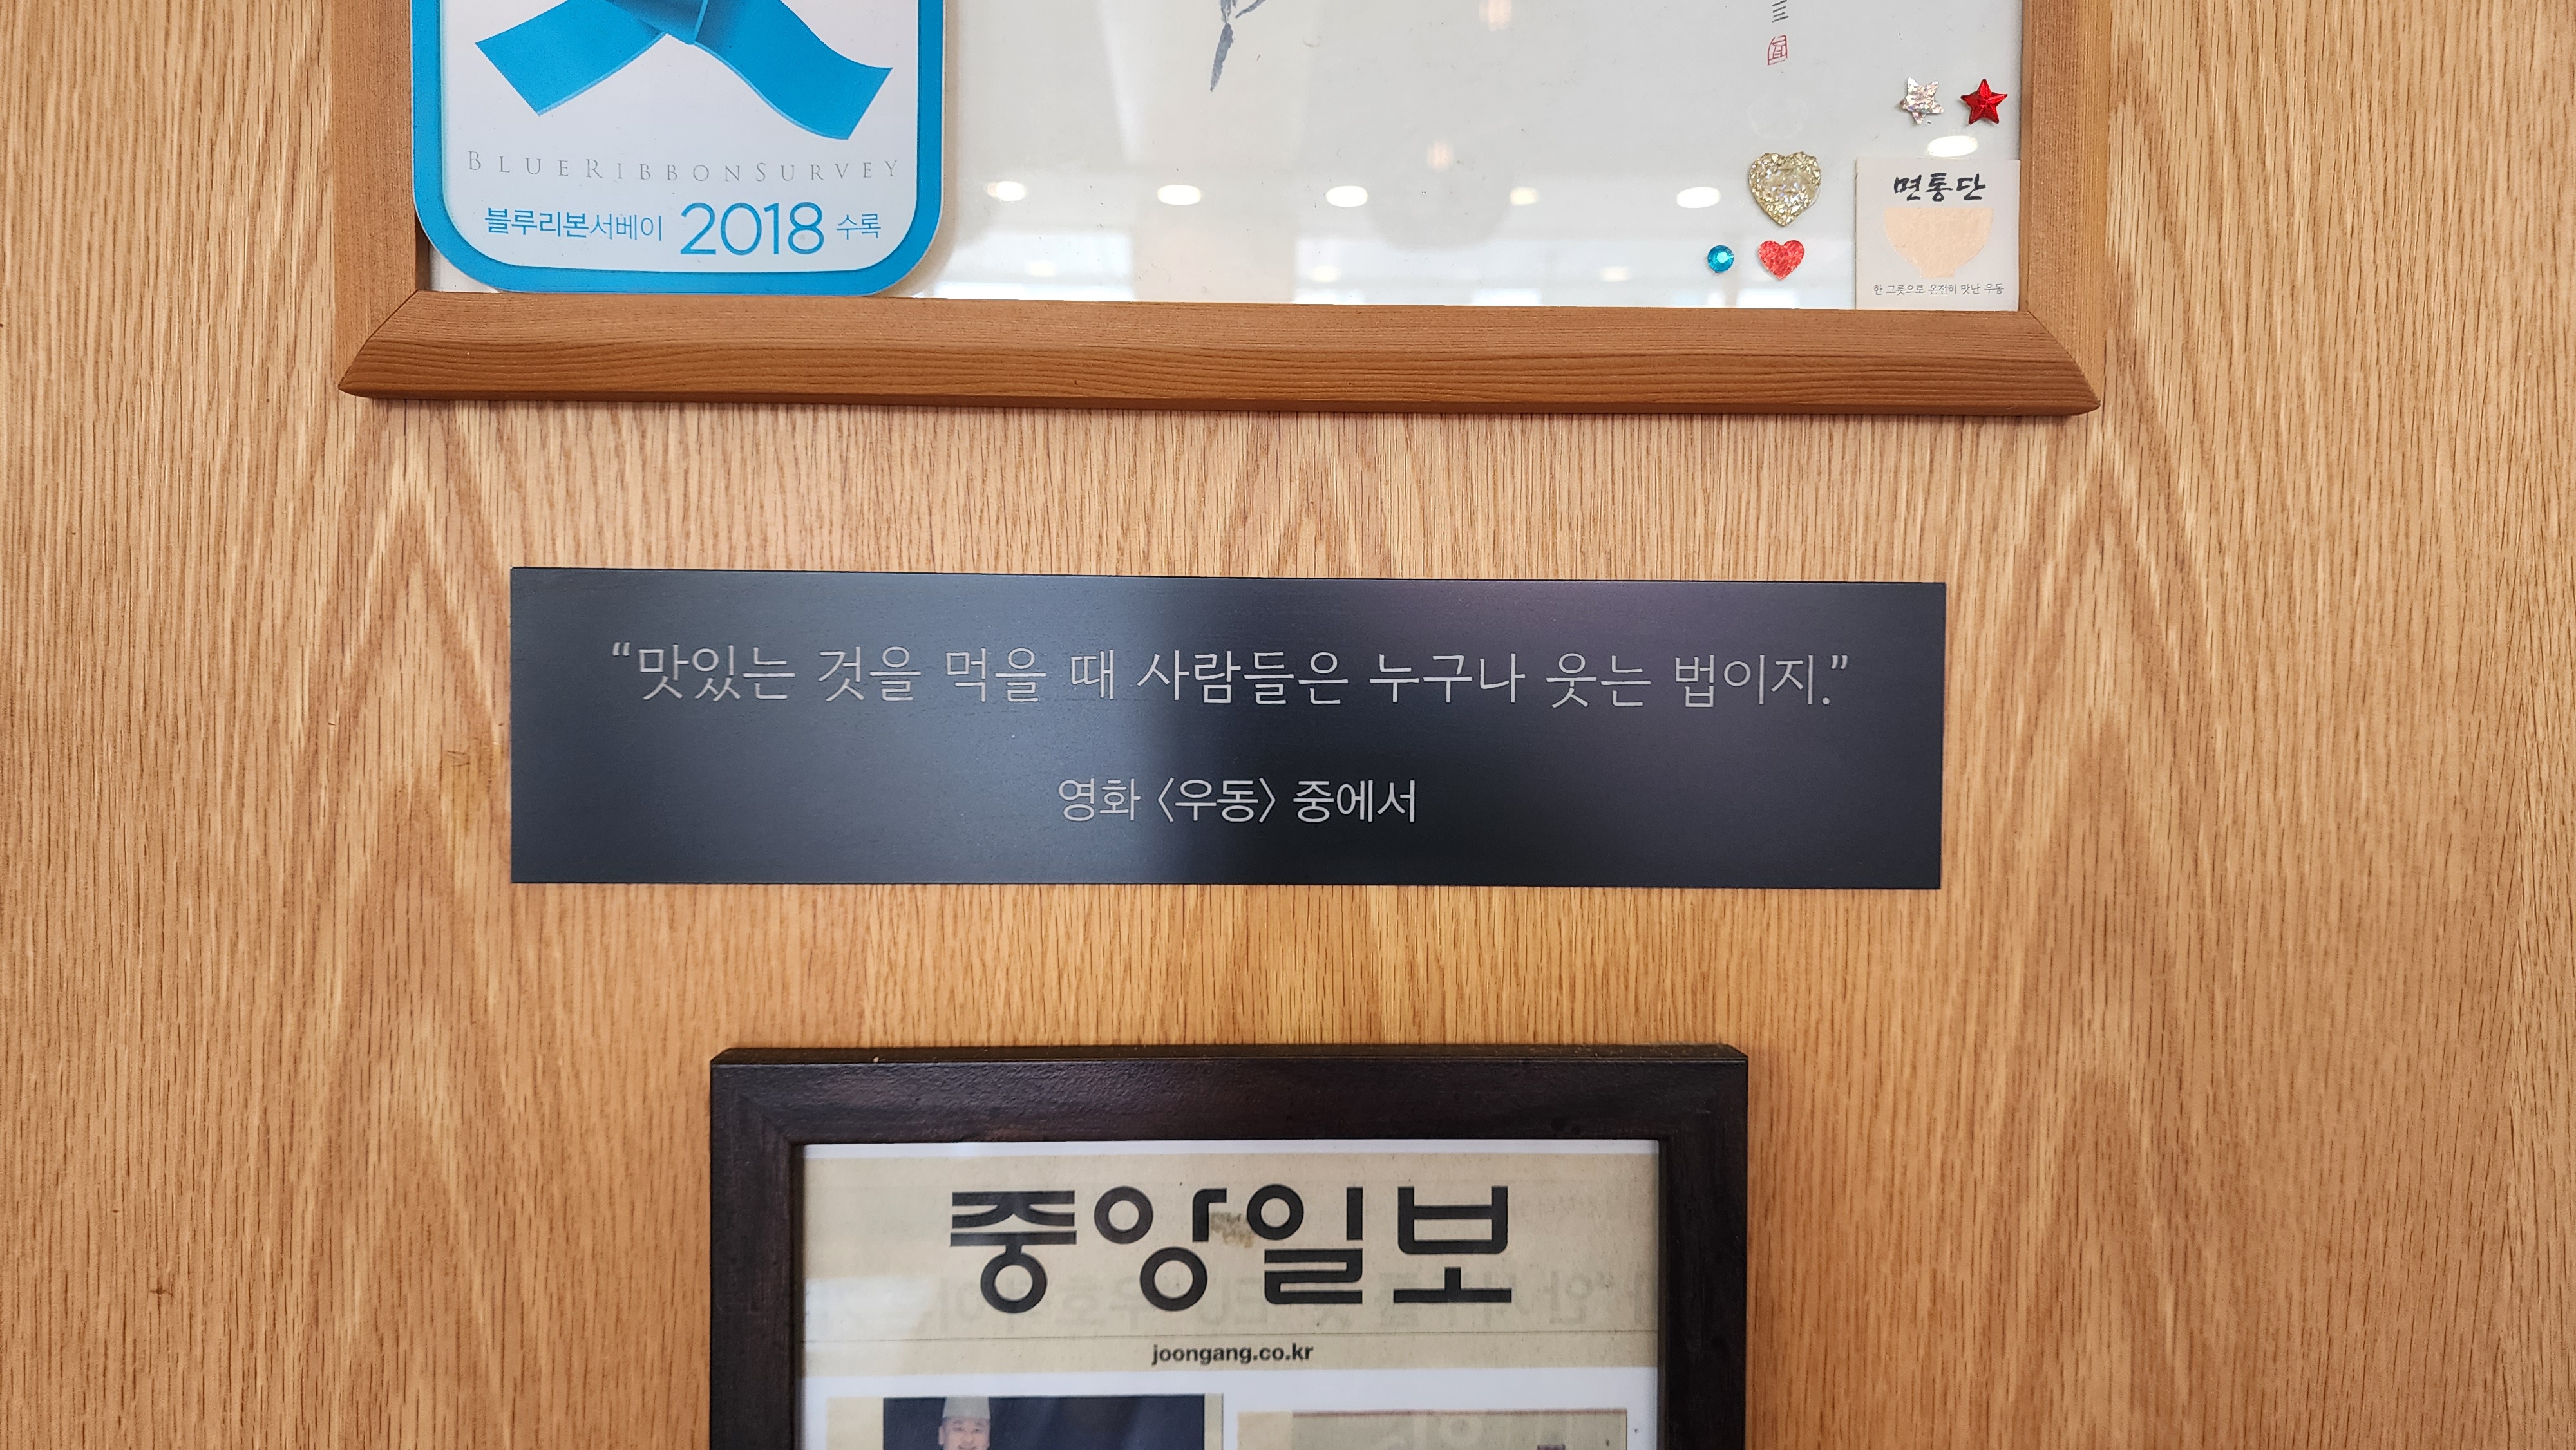 BLUERIBBONSURVEY
블루리본서베이 2018 수록
면통단
한 그릇으로 온전히 맛난 우동
“맛있는 것을 먹을 때 사람들은 누구나 웃는 법이지.”
영화 〈우동〉 중에서
중앙일보
joongang.co.kr